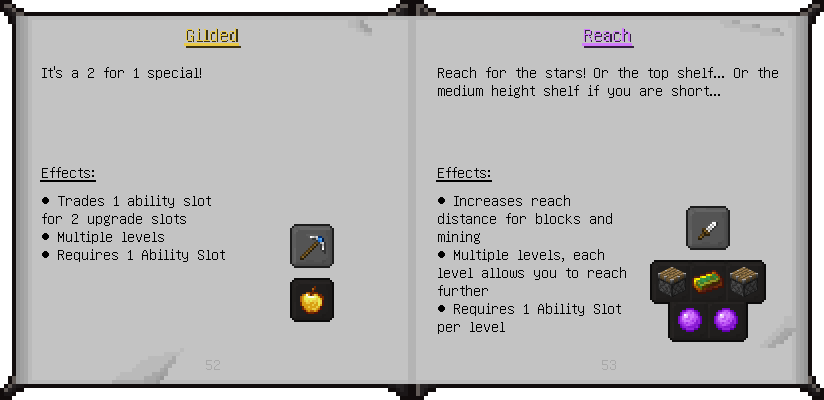 Gilded
It's a 2 for 1 special!
Effects:
● Trades 1 ability slot
for 2 upgrade slots
● Multiple levels
● Requires 1 Ability Slot
52
Reach
Reach for the stars! Or the top shelf... Or the
medium height shelf if you are short...
Effects:
● Increases reach
distance for blocks and
mining
● Multiple levels, each
level allows you to reach
further
● Requires 1 Ability Slot
per level
53